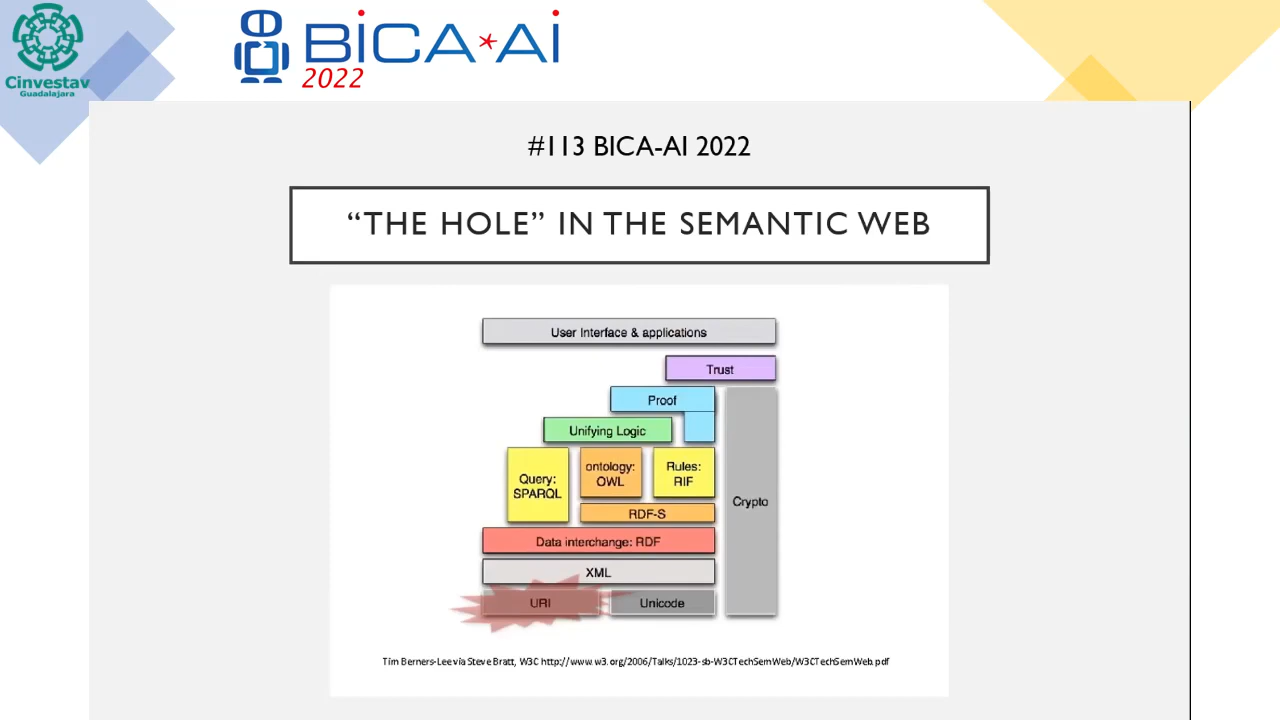 Cinvestav
Guadalajara
BiCA*Ai
2022
#113 BICA-AI 2022
“THE HOLE” IN THE SEMANTIC WEB
User Interface & applications
Trust
Proof
Unifying Logic
Query:
SPARQL
ontology:
OWL
Rules:
RIF
RDF-S
Crypto
Data interchange: RDF
XML
URI
Unicode
Tim Berners-Lee via Steve Bratt, W3C http://www.w3.org/2006/Talks/1023-sb-W3CTechSemWeb/W3CTechSemWeb.pdf